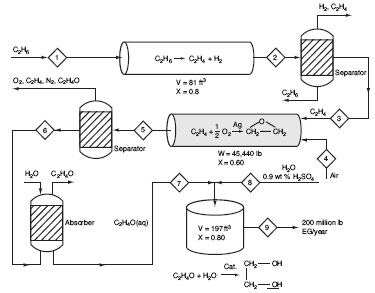 H₂, C₂H₄
C₂H₆
1
C₂H₆ → C₂H₄ + H₂
2
V = 81 ft³
X = 0.8
Separator
C₂H₆
O₂, C₂H₄, N₂, C₂H₄O
C₂H₄
3
6
5
C₂H₄ + 1/2 O₂ Ag → CH₂ — CH₂
O
Separator
W = 45,440 lb
X = 0.60
4
Air
H₂O
0.9 wt % H₂SO₄
H₂O
C₂H₄O
7
8
Absorber
C₂H₄O(aq)
V = 197 ft³
X = 0.80
9
200 million lb
EG/year
C₂H₄O + H₂O Cat. → CH₂ — OH
CH₂ — OH